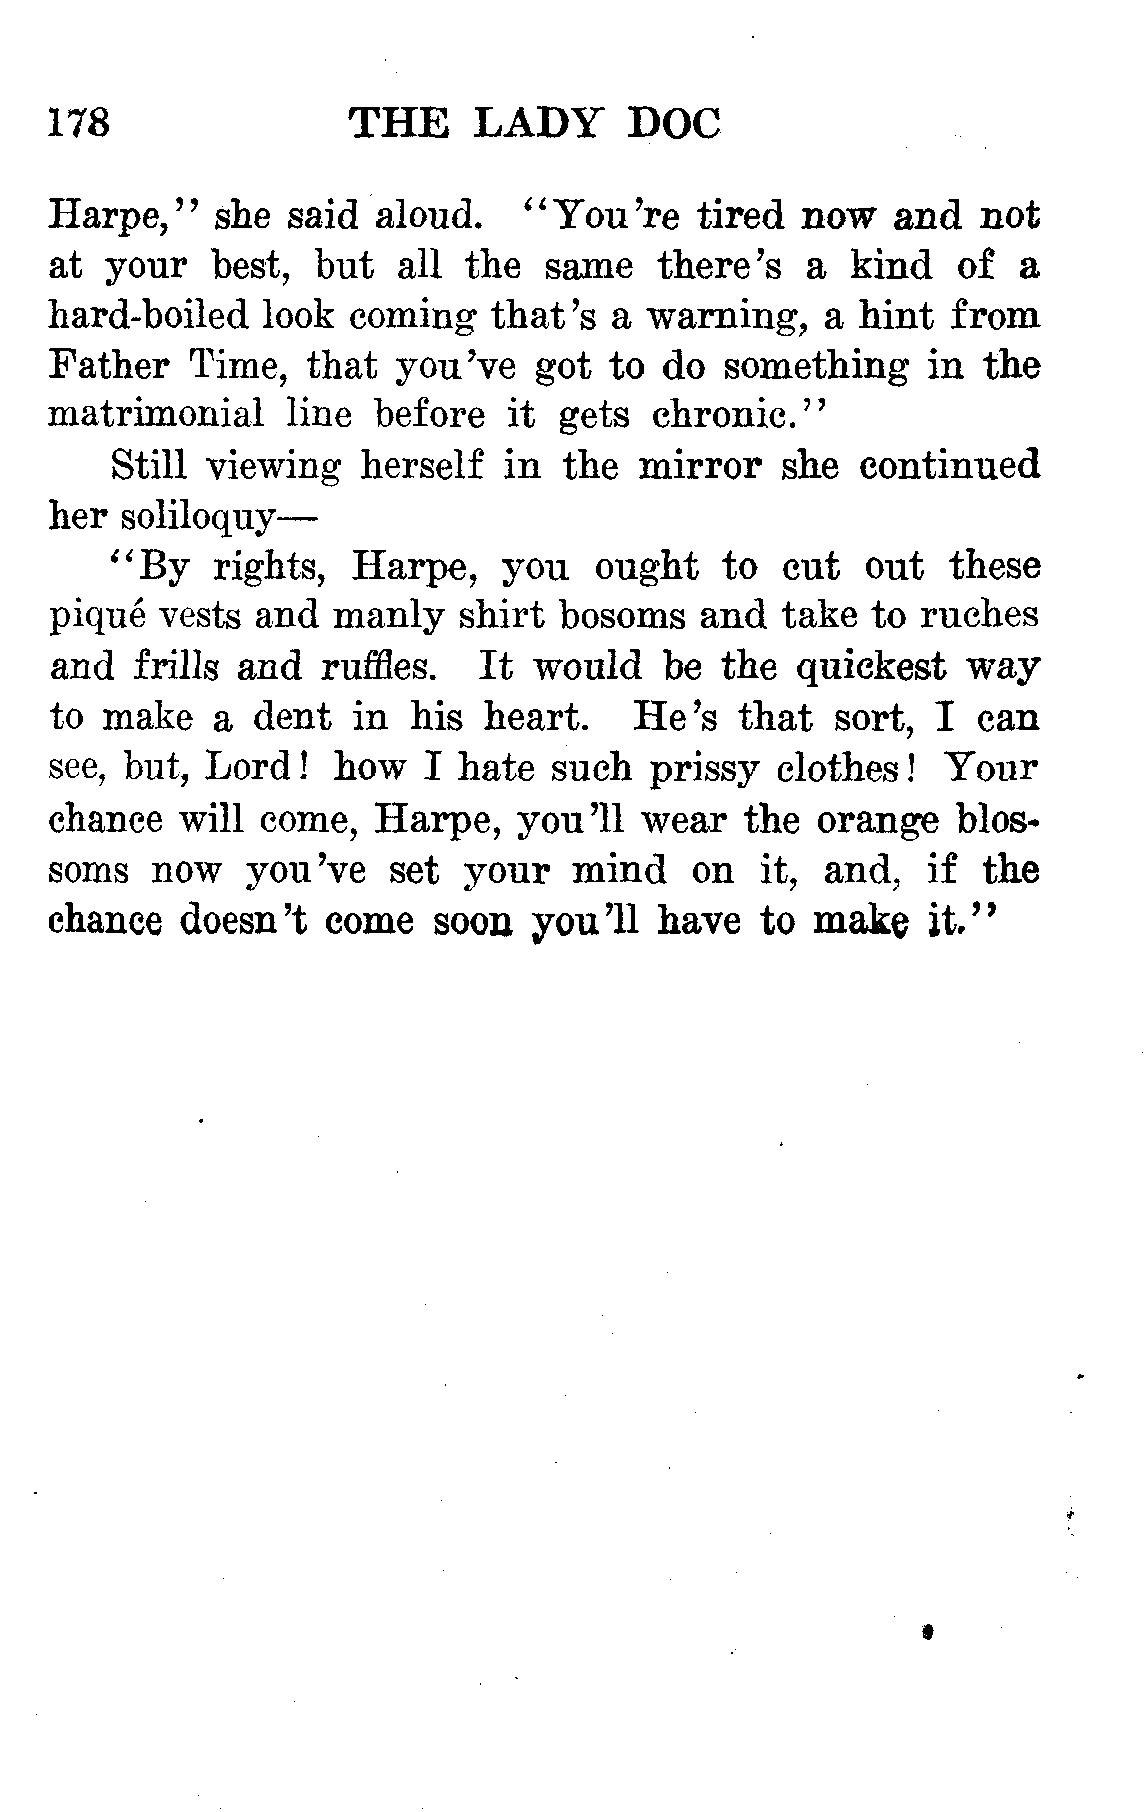 178 THE LADY DOC
Harpe," she said aloud. "You're tired now and not
at your best, but all the same there's a kind of a
hard-boiled look coming that's a warning, a hint from
Father Time, that you've got to do something in the
matrimonial line before it gets chronic."
Still viewing herself in the mirror she continued
her soliloquy—
"By rights, Harpe, you ought to cut out these
piqué vests and manly shirt bosoms and take to ruches
and frills and ruffles. It would be the quickest way
to make a dent in his heart. He's that sort, I can
see, but, Lord! how I hate such prissy clothes! Your
chance will come, Harpe, you'll wear the orange blos-
soms now you've set your mind on it, and, if the
chance doesn't come soon you'll have to make it."